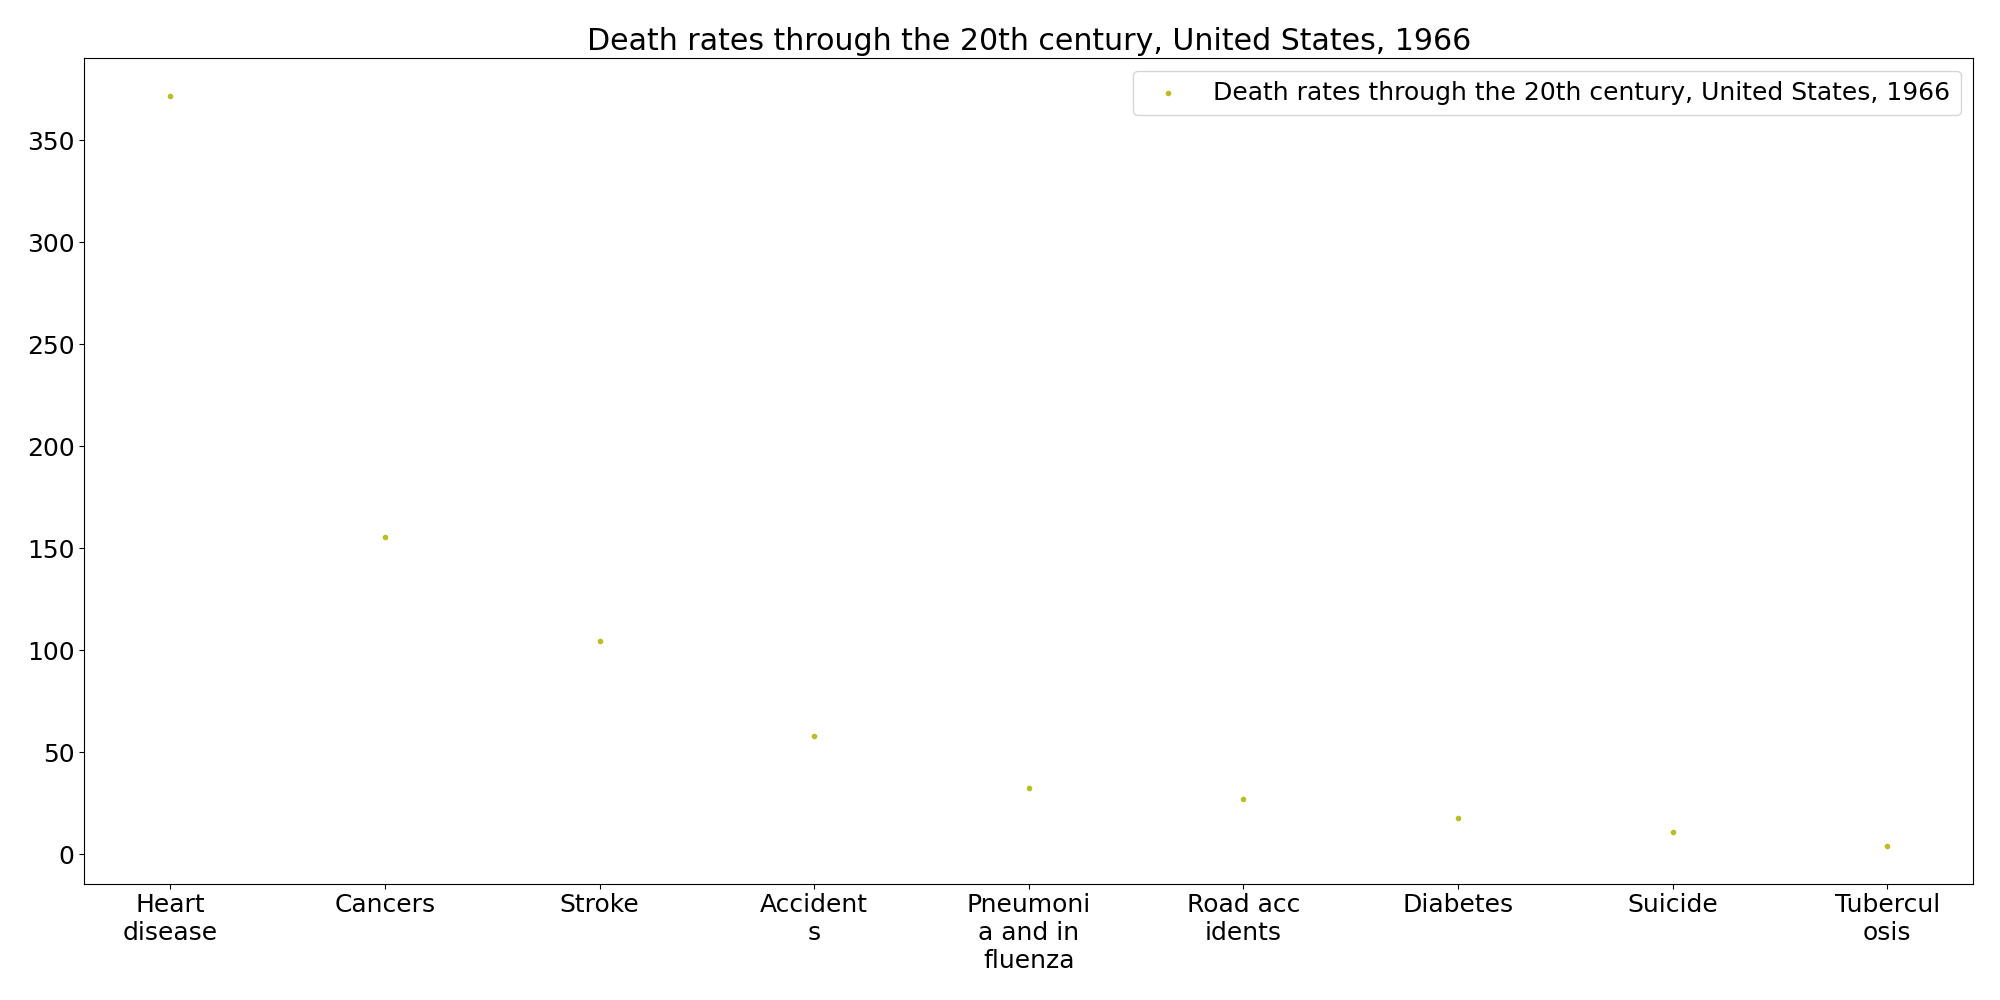 Death rates through the 20th century, United States, 1966
Death rates through the 20th century, United States, 1966
350
300
250
200
150
100
50
0
Heart
disease
Cancers
Stroke
Accident
s
Pneumoni
a and in
fluenza
Road acc
idents
Diabetes
Suicide
Tubercul
osis